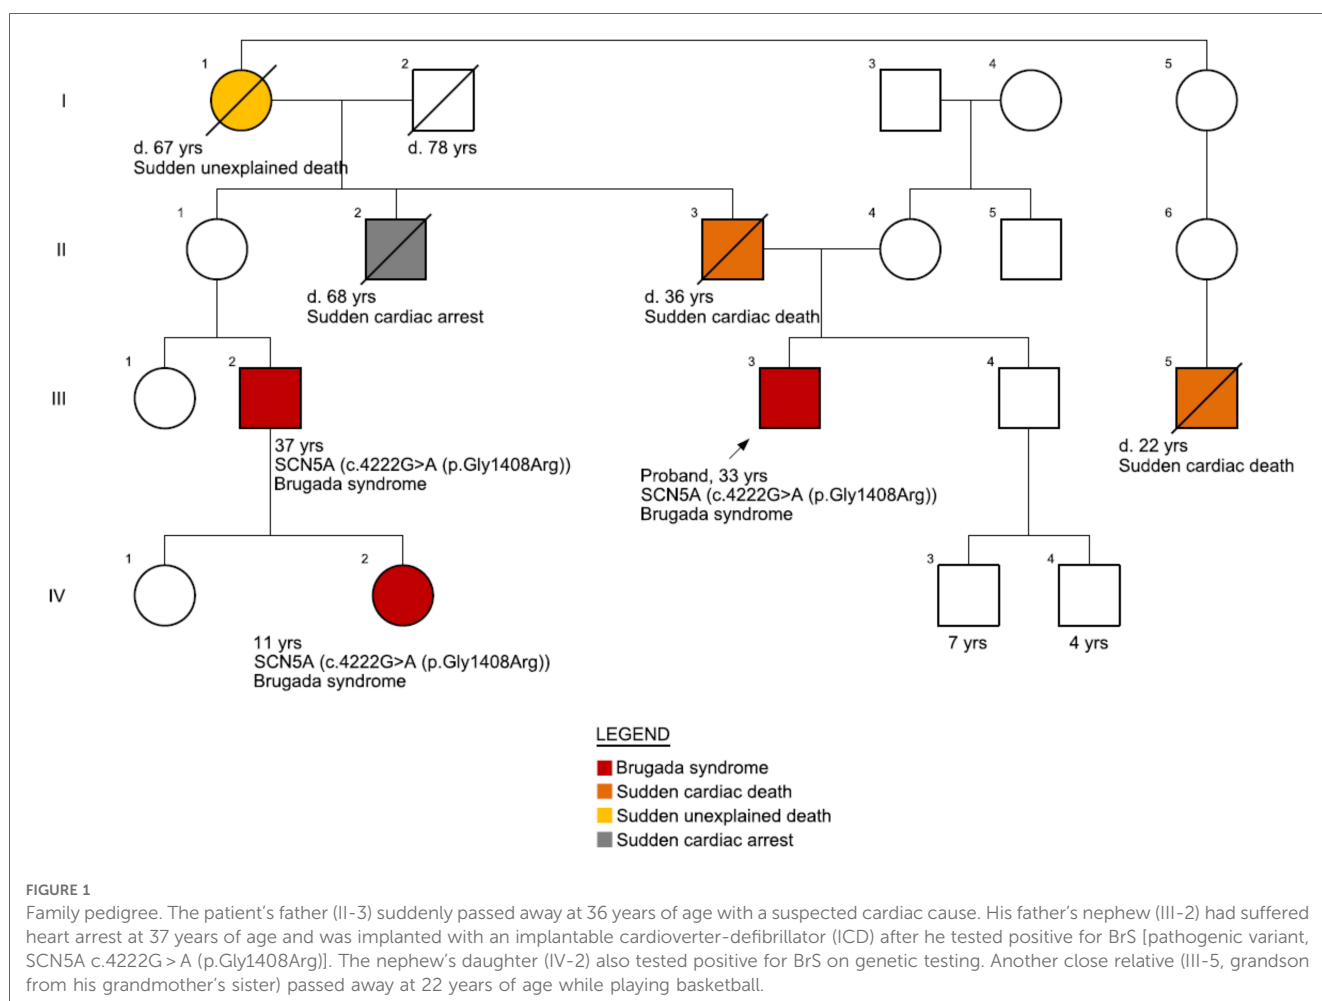 1
2
3
4
5
I
d. 67 yrs
Sudden unexplained death
d. 78 yrs
1
2
3
4
5
6
II
d. 68 yrs
Sudden cardiac arrest
d. 36 yrs
Sudden cardiac death
1
2
3
4
5
III
37 yrs
SCN5A (c.4222G>A (p.Gly1408Arg))
Brugada syndrome
Proband, 33 yrs
SCN5A (c.4222G>A (p.Gly1408Arg))
Brugada syndrome
d. 22 yrs
Sudden cardiac death
1
2
3
4
IV
11 yrs
SCN5A (c.4222G>A (p.Gly1408Arg))
Brugada syndrome
7 yrs
4 yrs
LEGEND
Brugada syndrome
Sudden cardiac death
Sudden unexplained death
Sudden cardiac arrest
FIGURE 1
Family pedigree. The patient's father (II-3) suddenly passed away at 36 years of age with a suspected cardiac cause. His father's nephew (III-2) had suffered
heart arrest at 37 years of age and was implanted with an implantable cardioverter-defibrillator (ICD) after he tested positive for BrS [pathogenic variant,
SCN5A c.4222G > A (p.Gly1408Arg)]. The nephew's daughter (IV-2) also tested positive for BrS on genetic testing. Another close relative (III-5, grandson
from his grandmother's sister) passed away at 22 years of age while playing basketball.